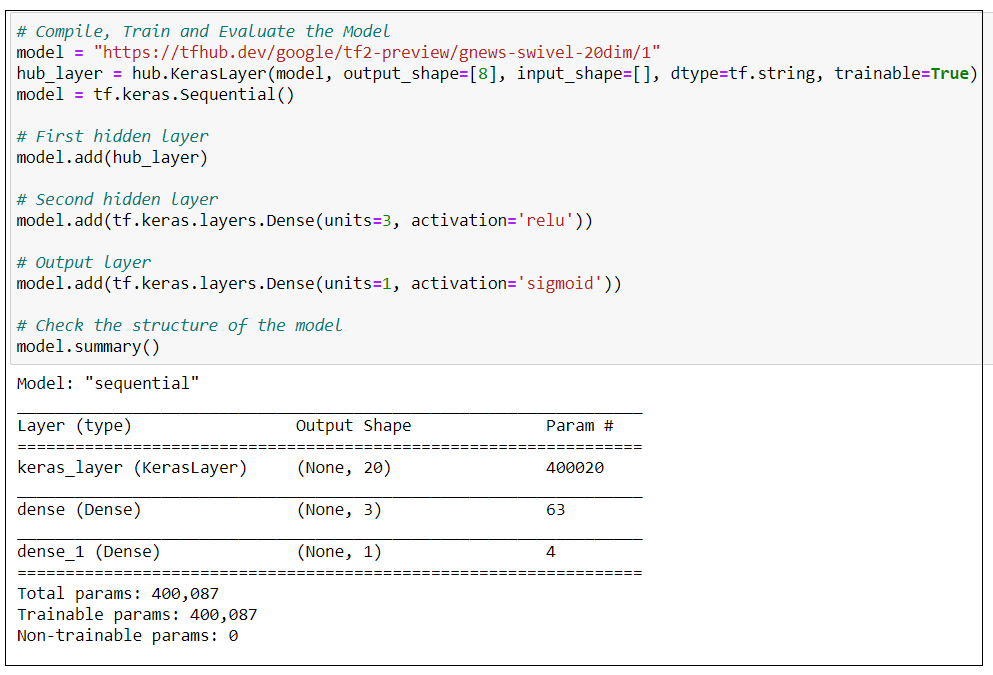 # Compile, Train and Evaluate the Model
model = "https://tfhub.dev/google/tf2-preview/gnews-swivel-20dim/1"
hub_layer = hub.KerasLayer(model, output_shape=[8], input_shape=[], dtype=tf.string, trainable=True)
model = tf.keras.Sequential()
# First hidden layer
model.add(hub_layer)
# Second hidden layer
model.add(tf.keras.layers.Dense(units=3, activation='relu'))
# Output layer
model.add(tf.keras.layers.Dense(units=1, activation='sigmoid'))
# Check the structure of the model
model.summary()
Model: "sequential"
_________________________________________________________________
Layer (type)                 Output Shape              Param #
=================================================================
keras_layer (KerasLayer)     (None, 20)                400020
_________________________________________________________________
dense (Dense)                (None, 3)                 63
_________________________________________________________________
dense_1 (Dense)              (None, 1)                 4
=================================================================
Total params: 400,087
Trainable params: 400,087
Non-trainable params: 0